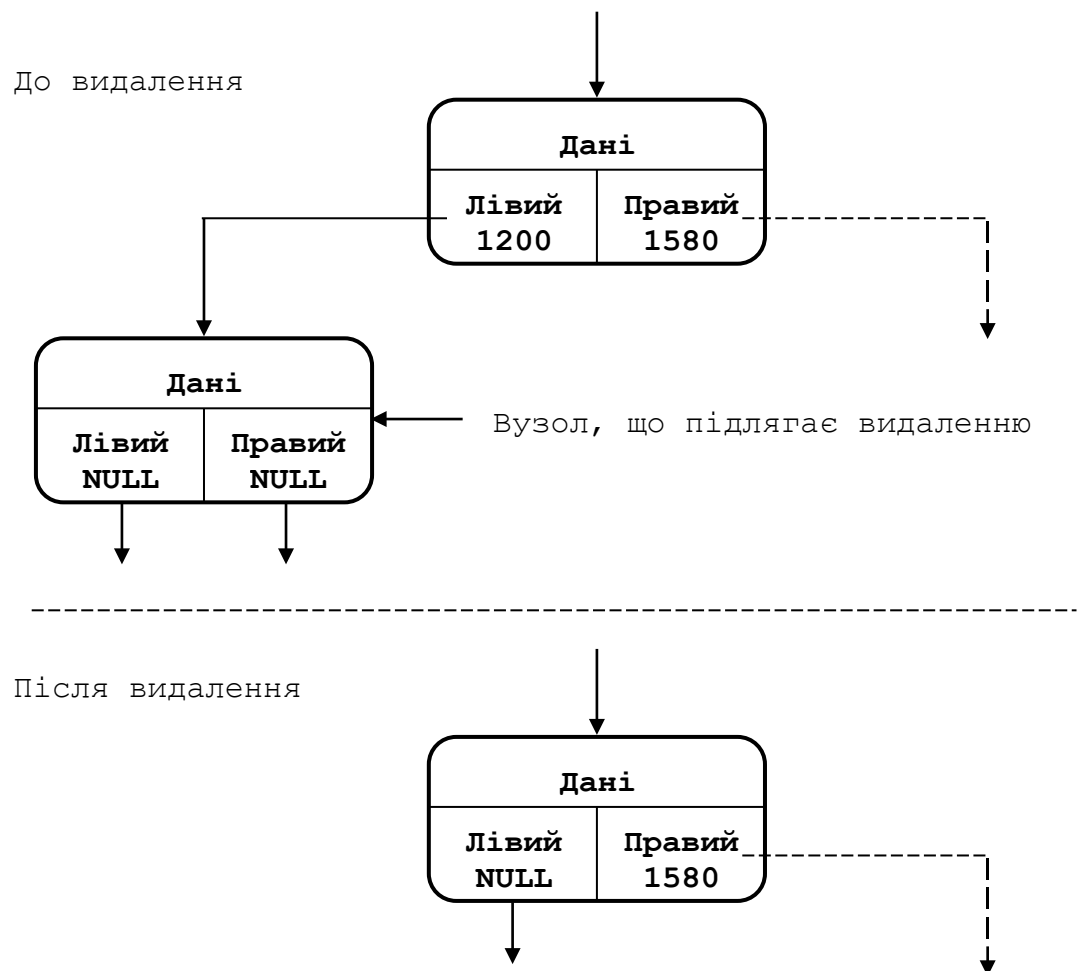 До видалення
Дані
Лівий Правий
1200 1580
Дані
Лівий Правий
NULL NULL
Вузол, що підлягає видаленню
Після видалення
Дані
Лівий Правий
NULL 1580